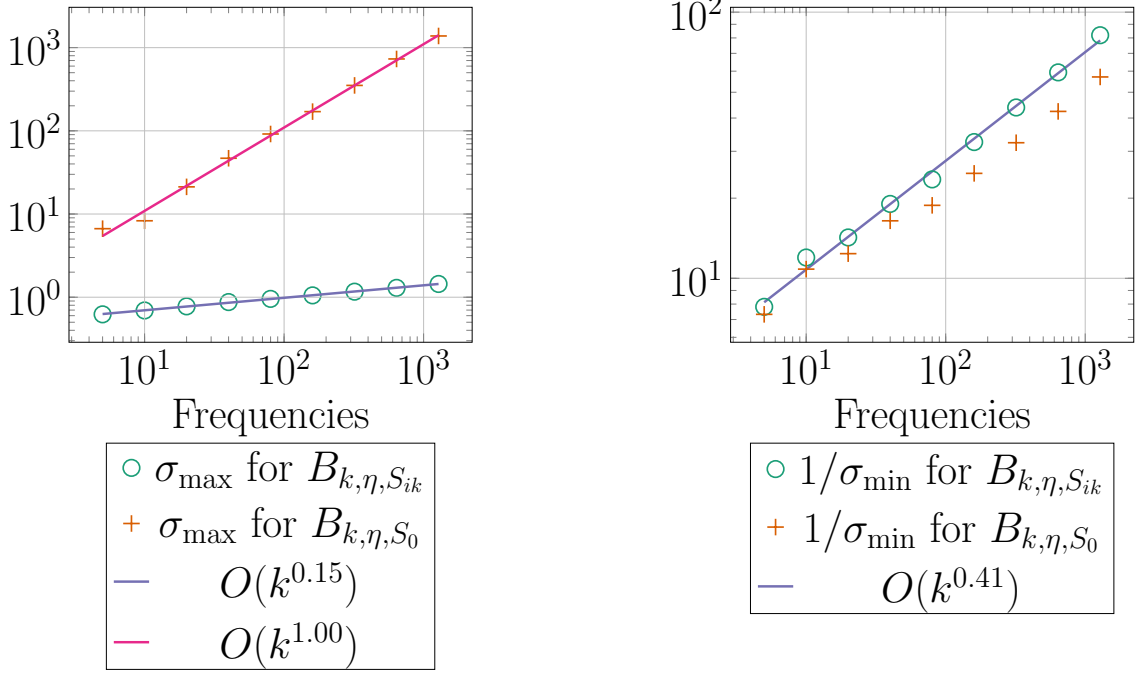 10^3
10^2
10^1
10^0
10^1 10^2 10^3
Frequencies
σ_max for B_{k,η,S_{ik}}
σ_max for B_{k,η,S_0}
O(k^{0.15})
O(k^{1.00})
10^2
10^1
10^1 10^2 10^3
Frequencies
1/σ_min for B_{k,η,S_{ik}}
1/σ_min for B_{k,η,S_0}
O(k^{0.41})